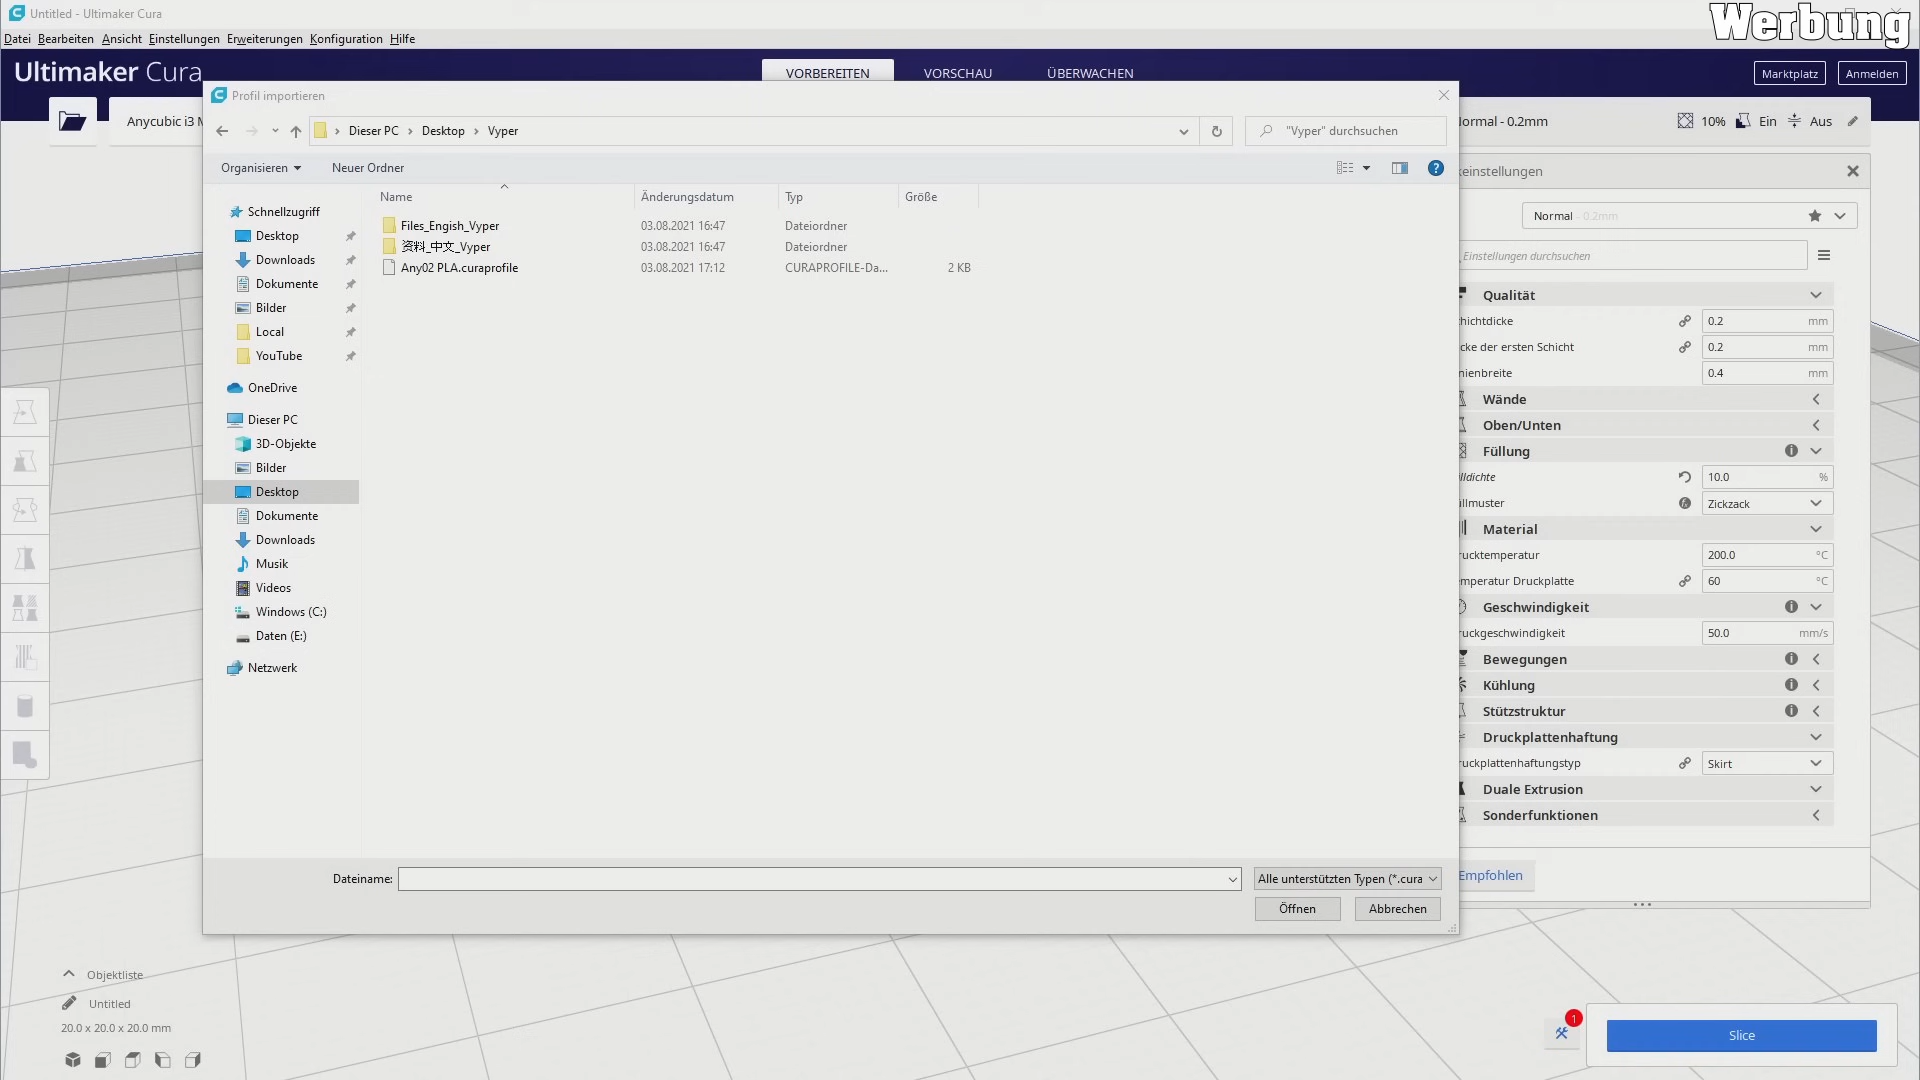 Untitled - Ultimaker Cura
Werbung
Datei Bearbeiten Ansicht Einstellungen Erweiterungen Konfiguration Hilfe
Ultimaker Cura
VORBEREITEN VORSCHAU ÜBERWACHEN
Marktplatz Anmelden
Anycubic i3
Normal - 0.2mm 10% Ein Aus
Profil importieren
Dieser PC Desktop Vyper
"Vyper" durchsuchen
Organisieren Neuer Ordner
Name Änderungsdatum Typ Größe
Files_Engish_Vyper 03.08.2021 16:47 Dateiordner
资料_中文_Vyper 03.08.2021 16:47 Dateiordner
Any02 PLA.curaprofile 03.08.2021 17:12 CURAPROFILE-Da... 2 KB
Schnellzugriff
Desktop
Downloads
Dokumente
Bilder
Local
YouTube
OneDrive
Dieser PC
3D-Objekte
Bilder
Desktop
Dokumente
Downloads
Musik
Videos
Windows (C:)
Daten (E:)
Netzwerk
Dateiname:
Alle unterstützten Typen (*.cura
Öffnen Abbrechen
keinstellungen
Normal - 0.2mm
Einstellungen durchsuchen
Qualität
hichtdicke 0.2 mm
cke der ersten Schicht 0.2 mm
nienbreite 0.4 mm
Wände
Oben/Unten
Füllung
lldichte 10.0 %
illmuster Zickzack
Material
rucktemperatur 200.0 °C
emperatur Druckplatte 60 °C
Geschwindigkeit
ruckgeschwindigkeit 50.0 mm/s
Bewegungen
Kühlung
Stützstruktur
Druckplattenhaftung
ruckplattenhaftungstyp Skirt
Duale Extrusion
Sonderfunktionen
Empfohlen
Objektliste
Untitled
20.0 x 20.0 x 20.0 mm
1
Slice